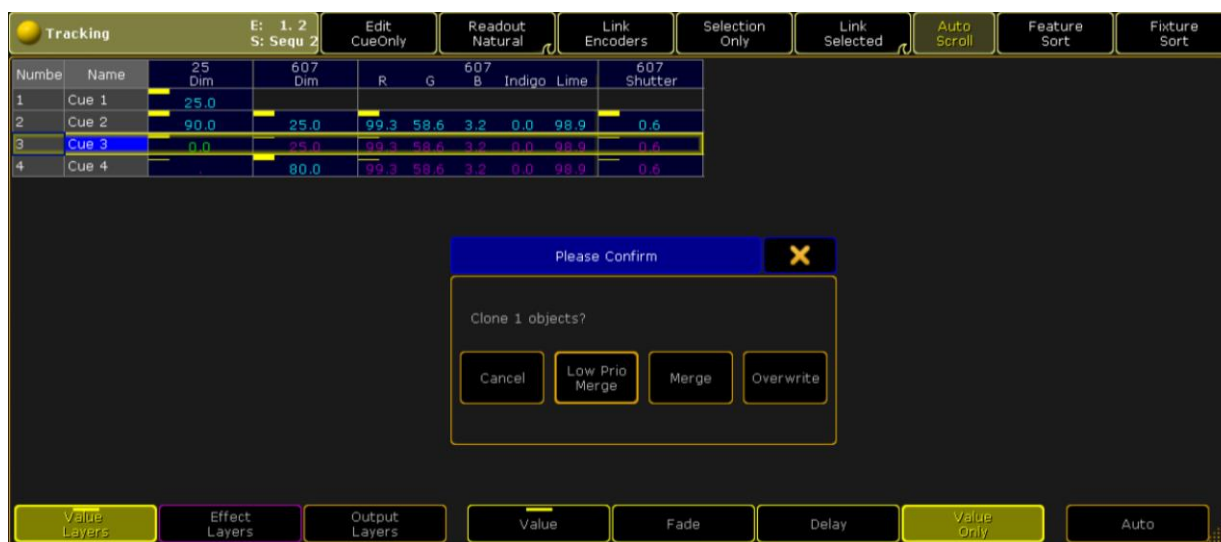 Tracking
E: 1. 2
S: Sequ 2
Edit
CueOnly
Readout
Natural
Link
Encoders
Selection
Only
Link
Selected
Auto
Scroll
Feature
Sort
Fixture
Sort
Numbe Name 25 Dim 607 Dim R G 607 B Indigo Lime 607 Shutter
1 Cue 1 25.0
2 Cue 2 90.0 25.0 99.3 58.6 3.2 0.0 98.9 0.6
3 Cue 3 0.0 25.0 99.3 58.6 3.2 0.0 98.9 0.6
4 Cue 4 . 80.0 99.3 58.6 3.2 0.0 98.9 0.6
Please Confirm
Clone 1 objects?
Cancel
Low Prio
Merge
Merge
Overwrite
Value
Layers
Effect
Layers
Output
Layers
Value
Fade
Delay
Value
Only
Auto